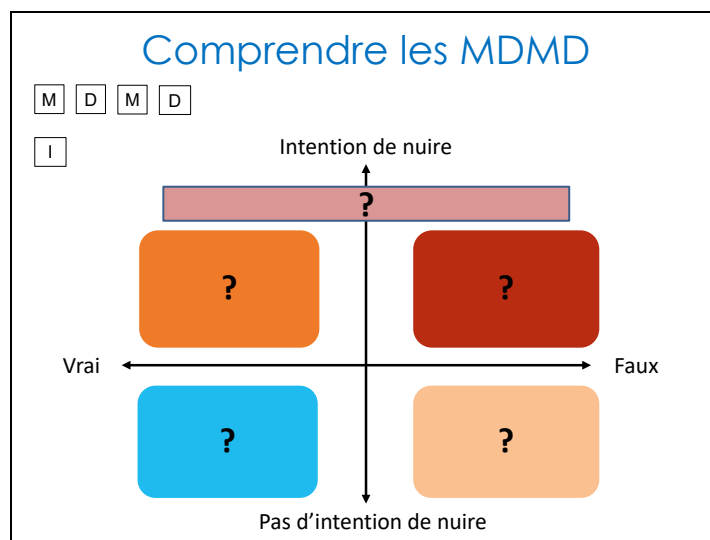 Comprendre les MDMD
M D M D
I
Intention de nuire
?
? ?
Vrai Faux
? ?
Pas d'intention de nuire